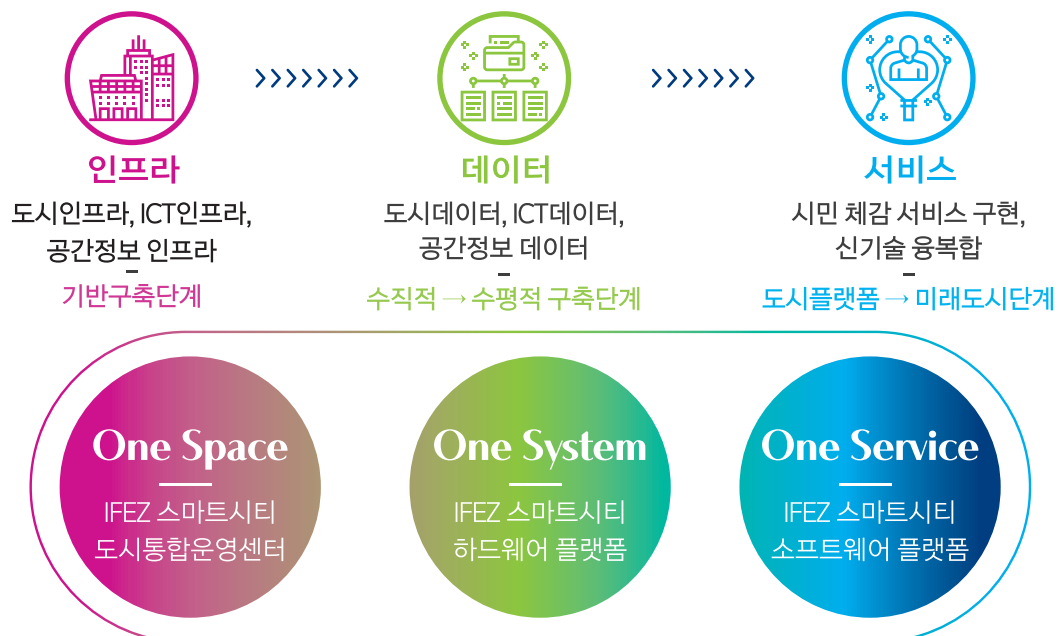 인프라
도시인프라, ICT인프라,
공간정보 인프라
기반구축단계
데이터
도시데이터, ICT데이터,
공간정보 데이터
수직적 → 수평적 구축단계
서비스
시민 체감 서비스 구현,
신기술 융복합
도시플랫폼 → 미래도시단계
One Space
IFEZ 스마트시티
도시통합운영센터
One System
IFEZ 스마트시티
하드웨어 플랫폼
One Service
IFEZ 스마트시티
소프트웨어 플랫폼